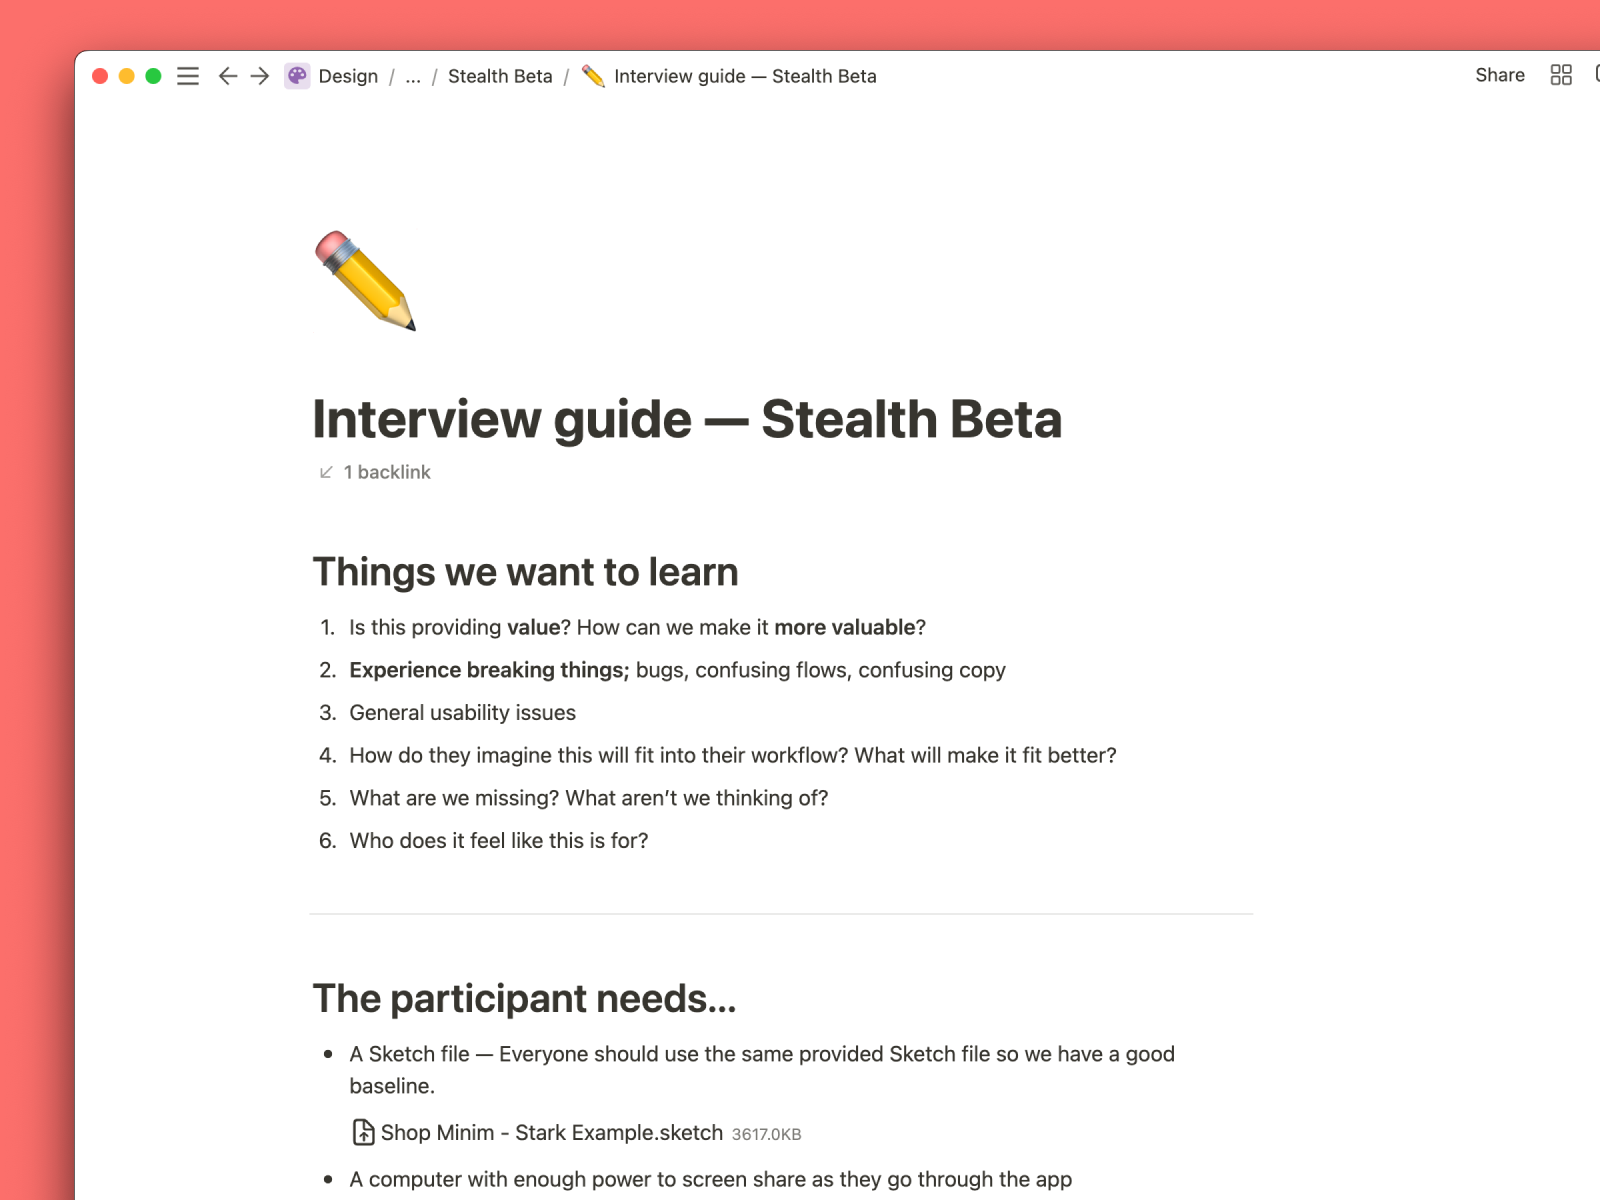 Design / ... / Stealth Beta / Interview guide — Stealth Beta
Share
Interview guide — Stealth Beta
1 backlink
Things we want to learn
1. Is this providing value? How can we make it more valuable?
2. Experience breaking things; bugs, confusing flows, confusing copy
3. General usability issues
4. How do they imagine this will fit into their workflow? What will make it fit better?
5. What are we missing? What aren’t we thinking of?
6. Who does it feel like this is for?
The participant needs...
• A Sketch file — Everyone should use the same provided Sketch file so we have a good
baseline.
Shop Minim - Stark Example.sketch 3617.0KB
• A computer with enough power to screen share as they go through the app